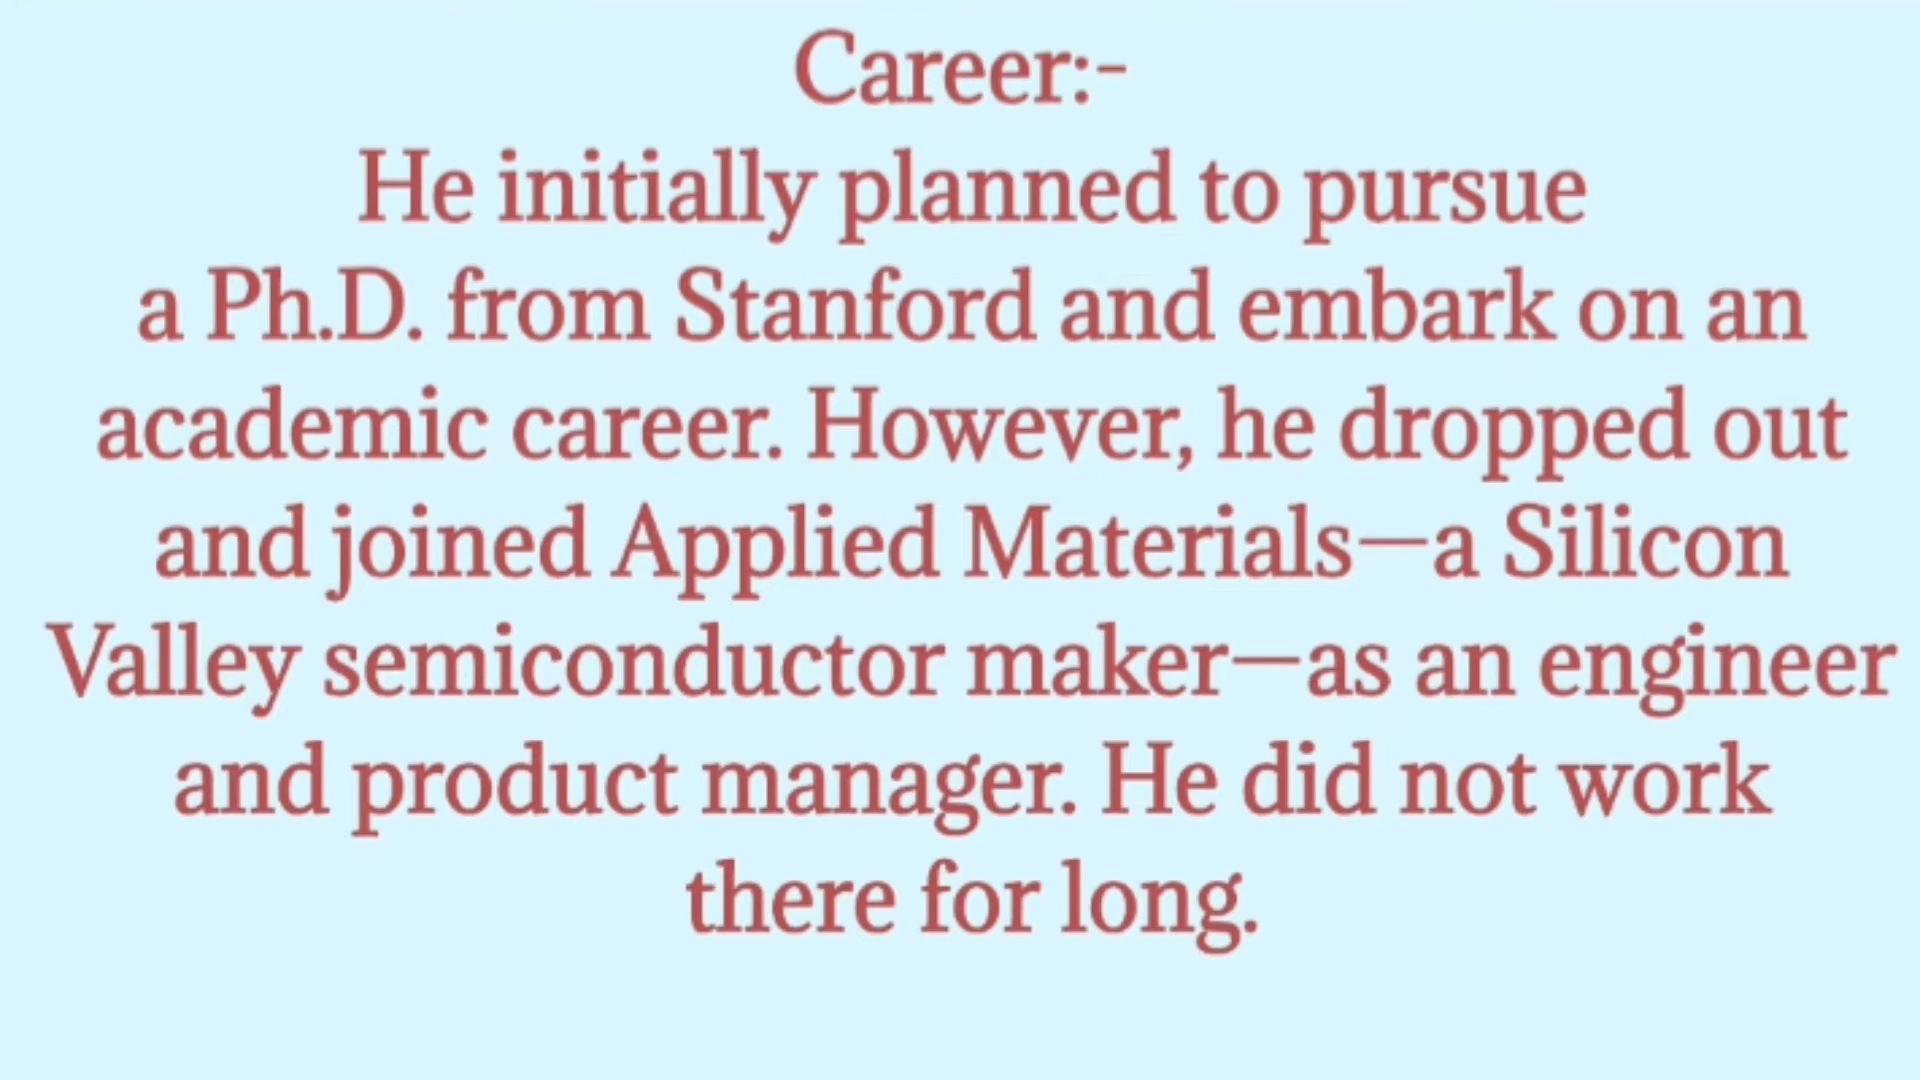 Career:-
He initially planned to pursue
a Ph.D. from Stanford and embark on an
academic career. However, he dropped out
and joined Applied Materials—a Silicon
Valley semiconductor maker—as an engineer
and product manager. He did not work
there for long.